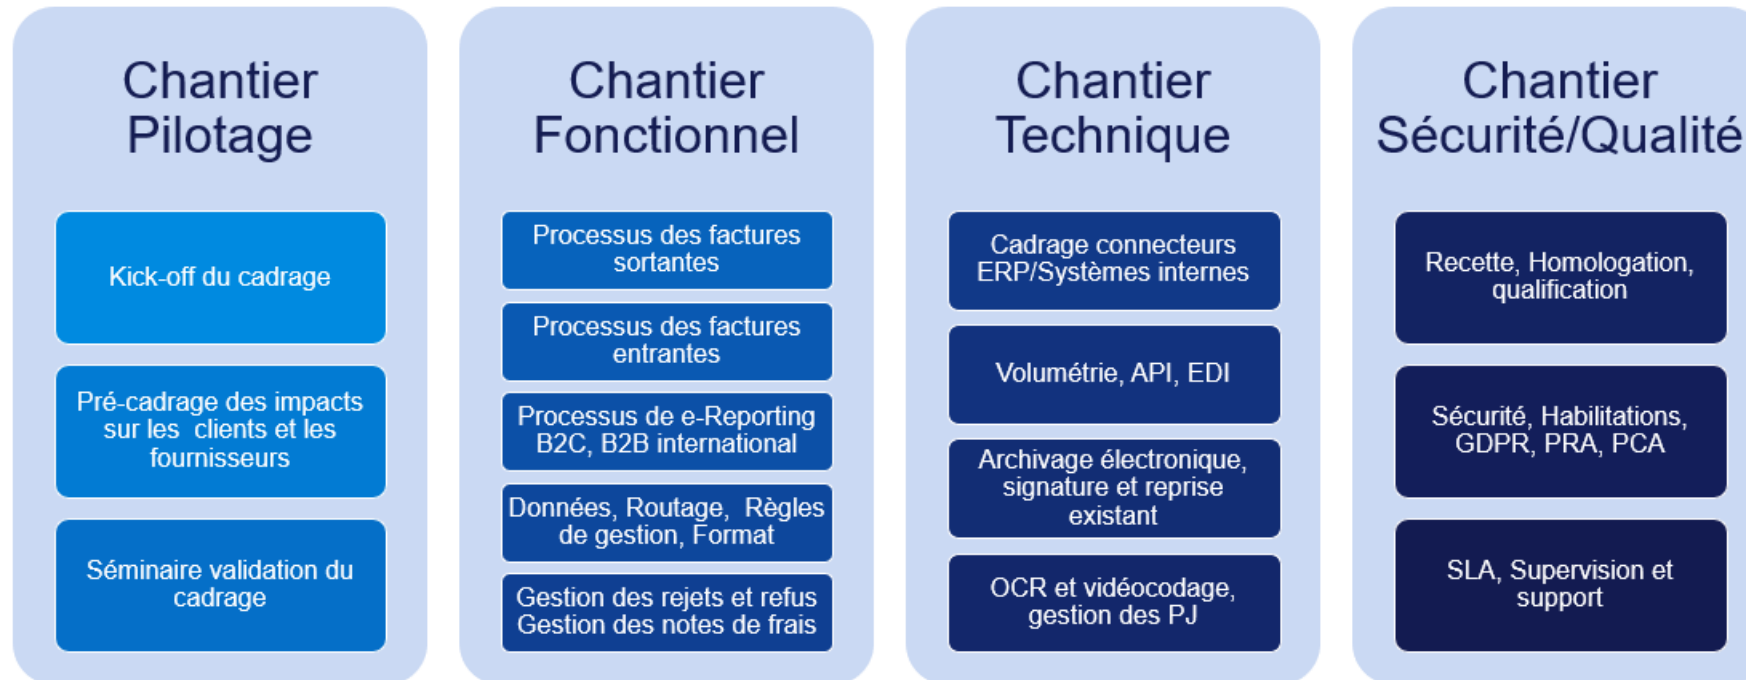 Chantier
Pilotage
Kick-off du cadrage
Pré-cadrage des impacts
sur les  clients et les
fournisseurs
Séminaire validation du
cadrage
Chantier
Fonctionnel
Processus des factures
sortantes
Processus des factures
entrantes
Processus de e-Reporting
B2C, B2B international
Données, Routage,  Règles
de gestion, Format
Gestion des rejets et refus
Gestion des notes de frais
Chantier
Technique
Cadrage connecteurs
ERP/Systèmes internes
Volumétrie, API, EDI
Archivage électronique,
signature et reprise
existant
OCR et vidéocodage,
gestion des PJ
Chantier
Sécurité/Qualité
Recette, Homologation,
qualification
Sécurité, Habilitations,
GDPR, PRA, PCA
SLA, Supervision et
support